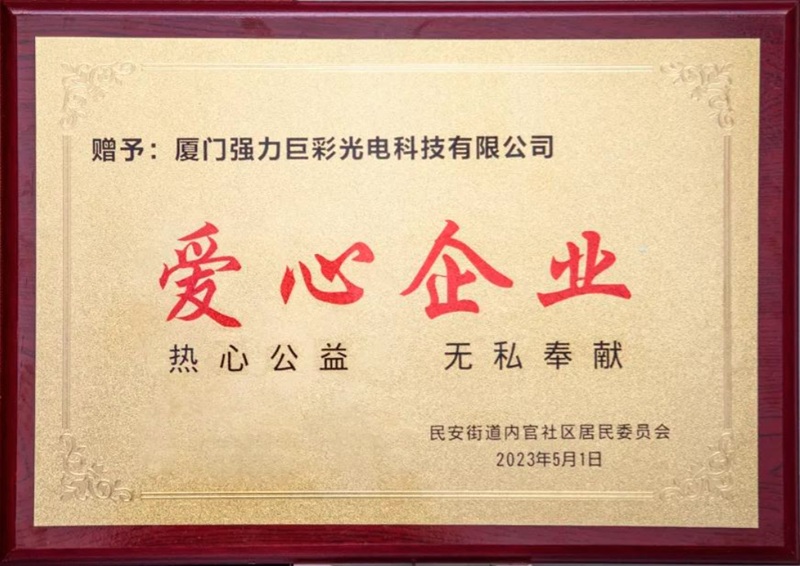 赠予：厦门强力巨彩光电科技有限公司
爱心企业
热心公益 无私奉献
民安街道内官社区居民委员会
2023年5月1日